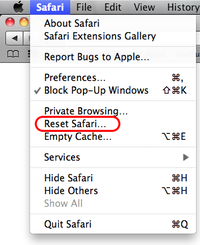 Safari File Edit View History
About Safari
Safari Extensions Gallery
Report Bugs to Apple...
Preferences... ⌘,
✓ Block Pop-Up Windows ⇧⌘K
Private Browsing...
Reset Safari...
Empty Cache... ⌥⌘E
Services ▶
Hide Safari ⌘H
Hide Others ⌥⌘H
Show All
Quit Safari ⌘Q